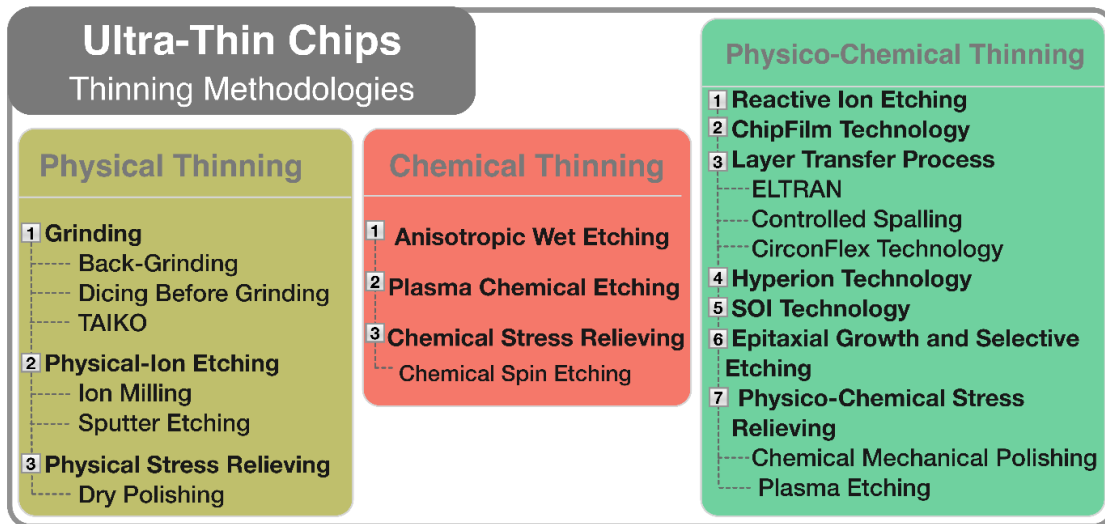 Ultra-Thin Chips
Thinning Methodologies
Physical Thinning
1 Grinding
Back-Grinding
Dicing Before Grinding
TAIKO
2 Physical-Ion Etching
Ion Milling
Sputter Etching
3 Physical Stress Relieving
Dry Polishing
Chemical Thinning
1 Anisotropic Wet Etching
2 Plasma Chemical Etching
3 Chemical Stress Relieving
Chemical Spin Etching
Physico-Chemical Thinning
1 Reactive Ion Etching
2 ChipFilm Technology
3 Layer Transfer Process
ELTRAN
Controlled Spalling
CirconFlex Technology
4 Hyperion Technology
5 SOI Technology
6 Epitaxial Growth and Selective
Etching
7 Physico-Chemical Stress
Relieving
Chemical Mechanical Polishing
Plasma Etching